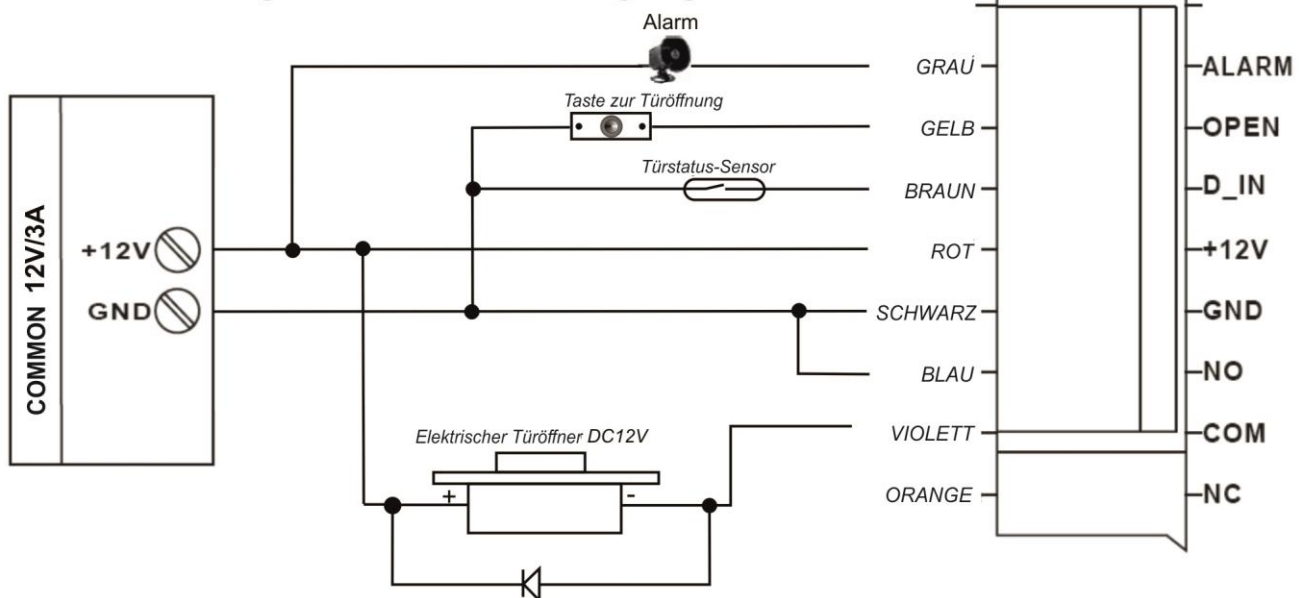 Alarm
GRAU
ALARM
Taste zur Türöffnung
GELB
OPEN
Türstatus-Sensor
BRAUN
D_IN
COMMON 12V/3A
+12V
ROT
+12V
GND
SCHWARZ
GND
BLAU
NO
Elektrischer Türöffner DC12V
VIOLETT
COM
+
-
ORANGE
NC